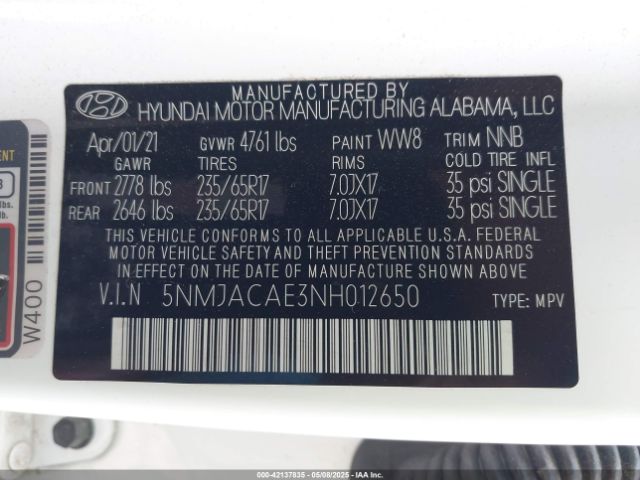 MANUFACTURED BY
HYUNDAI MOTOR MANUFACTURING ALABAMA, LLC
Apr/01/21 GVWR 4761 lbs PAINT WW8 TRIM NNB
GAWR TIRES RIMS COLD TIRE INFL
FRONT 2778 lbs 235/65R17 7.0JX17 35 psi SINGLE
REAR 2646 lbs 235/65R17 7.0JX17 35 psi SINGLE
THIS VEHICLE CONFORMS TO ALL APPLICABLE U.S.A. FEDERAL
MOTOR VEHICLE SAFETY AND THEFT PREVENTION STANDARDS
IN EFFECT ON THE DATE OF MANUFACTURE SHOWN ABOVE.
V.I.N 5NMJACAE3NH012650 TYPE: MPV
W400
lbs.
000-42137835 - 05/08/2025 - IAA Inc.